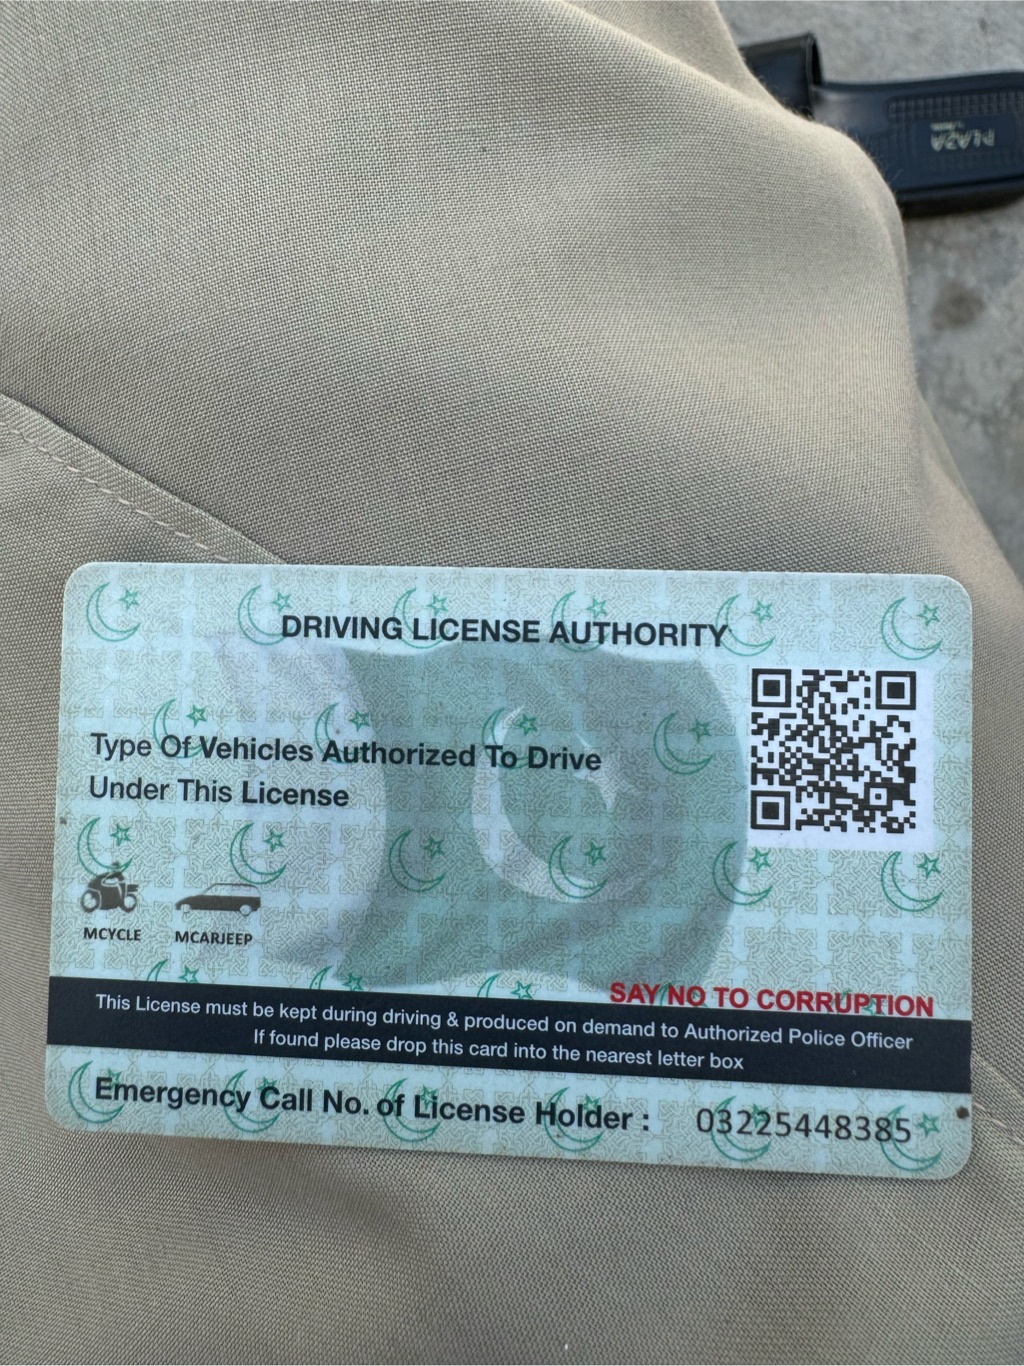 PLAZA
DRIVING LICENSE AUTHORITY
Type Of Vehicles Authorized To Drive
Under This License
MCYCLE MCARJEEP
SAY NO TO CORRUPTION
This License must be kept during driving & produced on demand to Authorized Police Officer
If found please drop this card into the nearest letter box
Emergency Call No. of License Holder : 03225448385